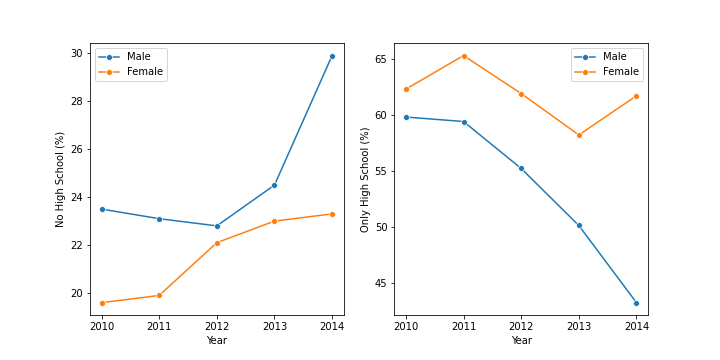 Male
Female
No High School (%)
30
28
26
24
22
20
2010 2011 2012 2013 2014
Year
Male
Female
Only High School (%)
65
60
55
50
45
2010 2011 2012 2013 2014
Year